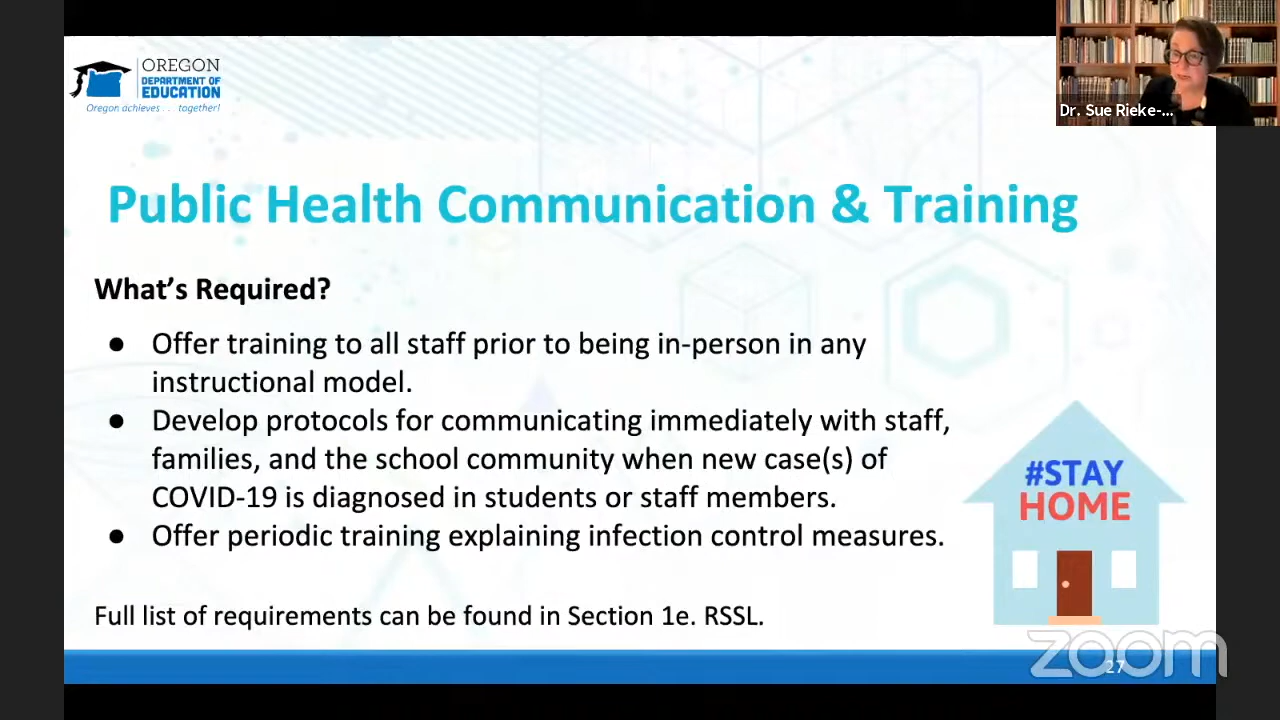 OREGON
DEPARTMENT OF
EDUCATION
Oregon achieves . . . together!
Dr. Sue Rieke-...
Public Health Communication & Training
What's Required?
● Offer training to all staff prior to being in-person in any
instructional model.
● Develop protocols for communicating immediately with staff,
families, and the school community when new case(s) of
COVID-19 is diagnosed in students or staff members.
● Offer periodic training explaining infection control measures.
#STAY
HOME
Full list of requirements can be found in Section 1e. RSSL.
zoom
27